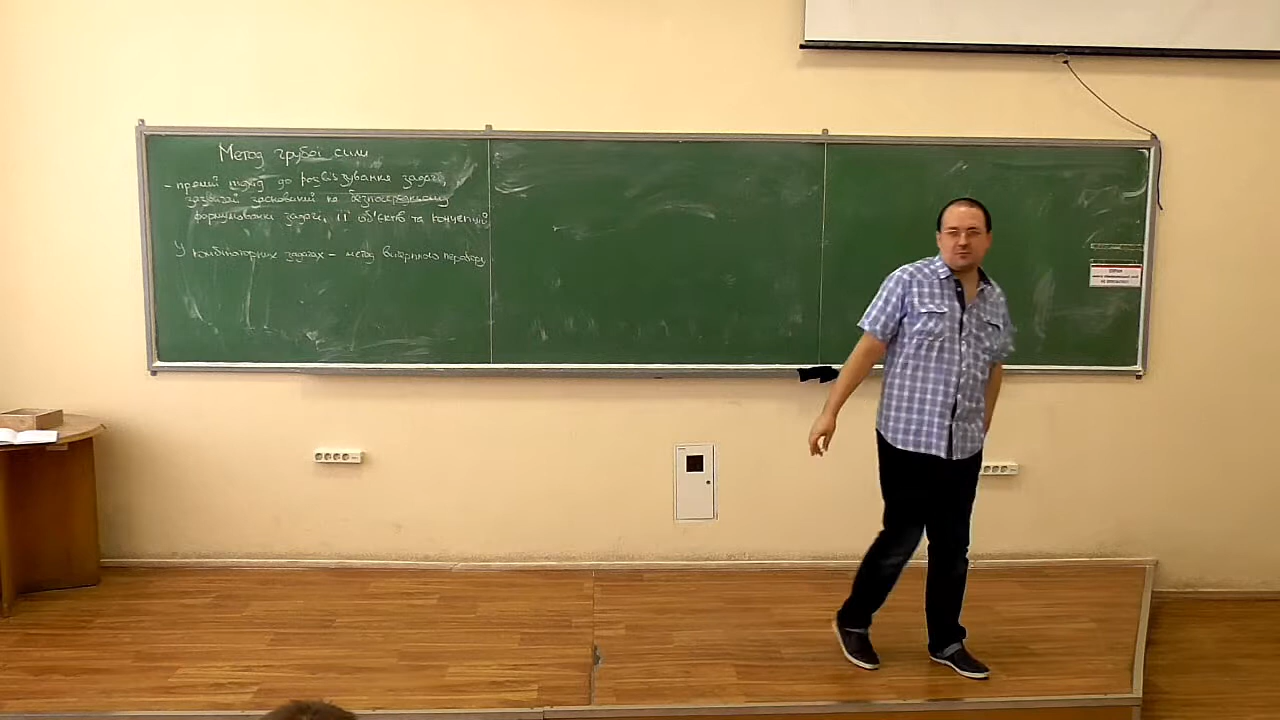 Метод грубої сили
- прямий підхід до розв'язування задачі,
зазвичай заснований на безпосередньому
формулюванні задачі, її об'єктів та концепцій
У комбінаторних задачах - метод вичерпного перебору